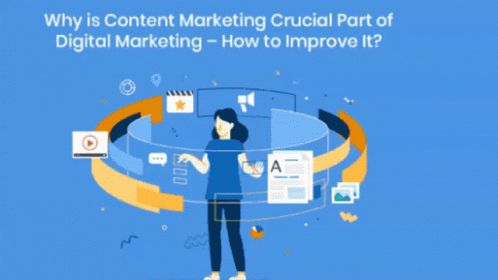 Why is Content Marketing Crucial Part of
Digital Marketing – How to Improve It?
A